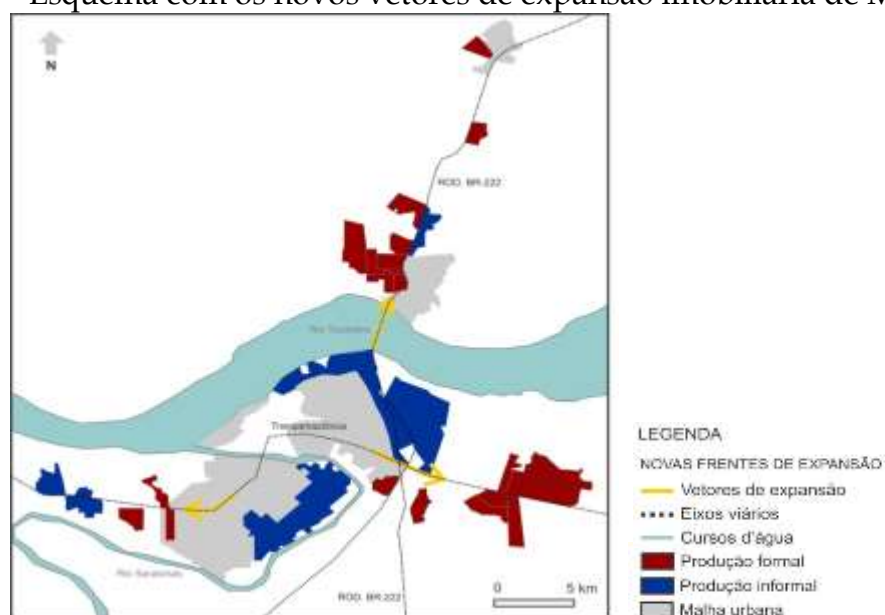 Esquema com os novos vetores de expansão imobiliária de M
N
ROD. BR-222
Rio Tocantins
Transamazônica
ROD. BR-222
0 5 km
LEGENDA
NOVAS FRENTES DE EXPANSÃO
Vetores de expansão
Eixos viários
Cursos d'água
Produção formal
Produção informal
Malha urbana